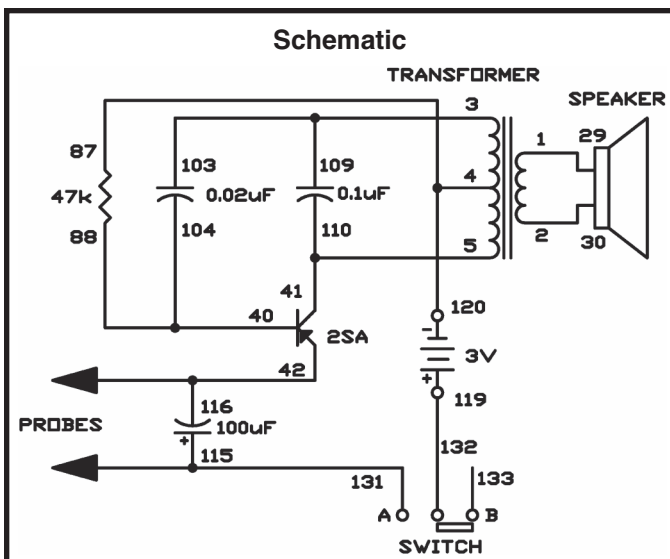 Schematic
TRANSFORMER
SPEAKER
3
1
29
87
103
109
4
47k
0.02uF
0.1uF
88
104
110
5
2
30
41
120
40
-
2SA
3V
42
+
119
116
PROBES
100uF
+
115
132
131
133
A
B
SWITCH